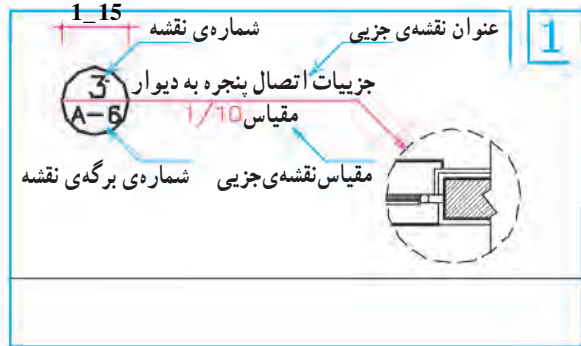 1_15
1
عنوان نقشه‌ی جزیی
شماره‌ی نقشه
جزییات اتصال پنجره به دیوار
3
A-6
مقیاس 1/10
مقیاس نقشه‌ی جزیی
شماره‌ی برگه‌ی نقشه